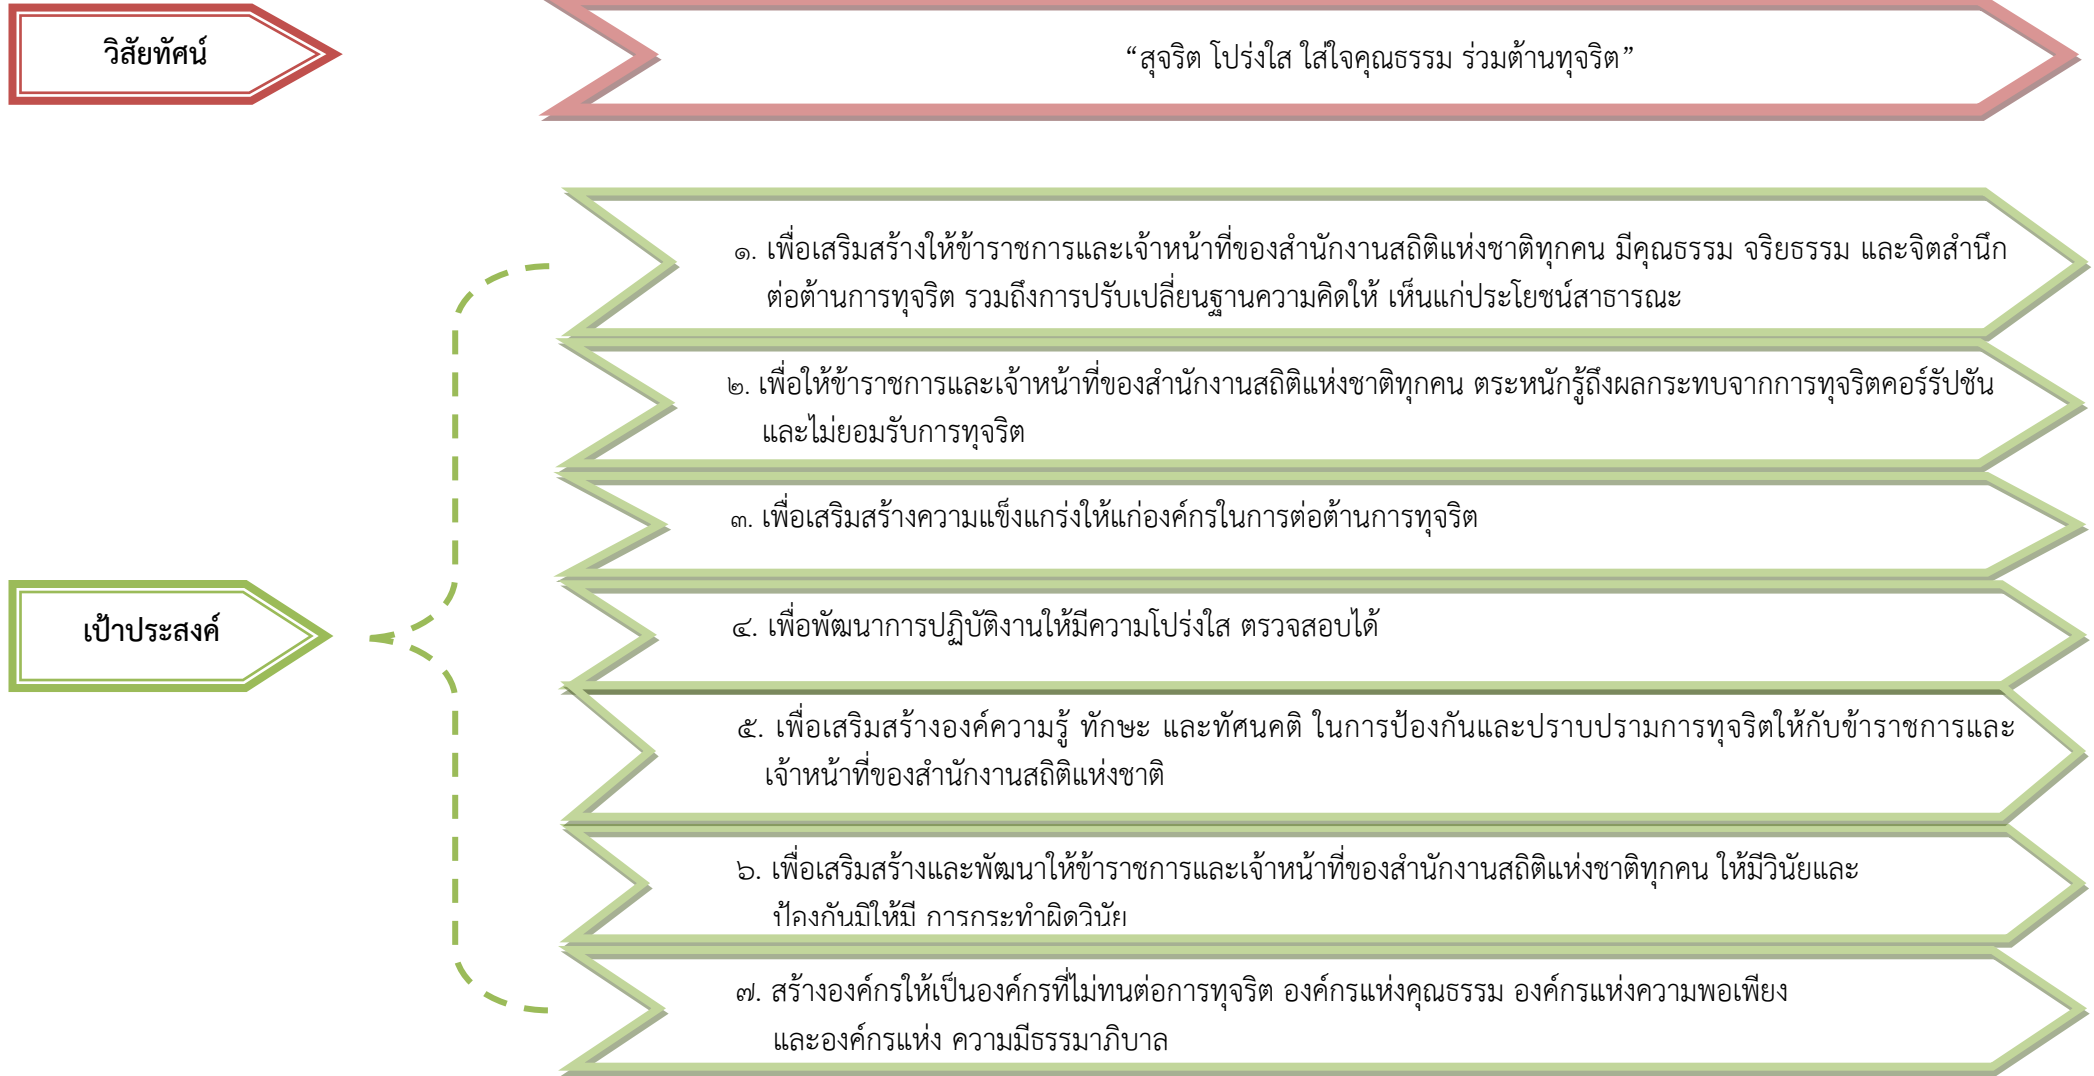 วิสัยทัศน์
“สุจริต โปร่งใส ใส่ใจคุณธรรม ร่วมต้านทุจริต”
เป้าประสงค์
๑. เพื่อเสริมสร้างให้ข้าราชการและเจ้าหน้าที่ของสำนักงานสถิติแห่งชาติทุกคน มีคุณธรรม จริยธรรม และจิตสำนึก
ต่อต้านการทุจริต รวมถึงการปรับเปลี่ยนฐานความคิดให้ เห็นแก่ประโยชน์สาธารณะ
๒. เพื่อให้ข้าราชการและเจ้าหน้าที่ของสำนักงานสถิติแห่งชาติทุกคน ตระหนักรู้ถึงผลกระทบจากการทุจริตคอร์รัปชัน
และไม่ยอมรับการทุจริต
๓. เพื่อเสริมสร้างความแข็งแกร่งให้แก่องค์กรในการต่อต้านการทุจริต
๔. เพื่อพัฒนาการปฏิบัติงานให้มีความโปร่งใส ตรวจสอบได้
๕. เพื่อเสริมสร้างองค์ความรู้ ทักษะ และทัศนคติ ในการป้องกันและปราบปรามการทุจริตให้กับข้าราชการและ
เจ้าหน้าที่ของสำนักงานสถิติแห่งชาติ
๖. เพื่อเสริมสร้างและพัฒนาให้ข้าราชการและเจ้าหน้าที่ของสำนักงานสถิติแห่งชาติทุกคน ให้มีวินัยและ
ป้องกันมิให้มี การกระทำผิดวินัย
๗. สร้างองค์กรให้เป็นองค์กรที่ไม่ทนต่อการทุจริต องค์กรแห่งคุณธรรม องค์กรแห่งความพอเพียง
และองค์กรแห่ง ความมีธรรมาภิบาล